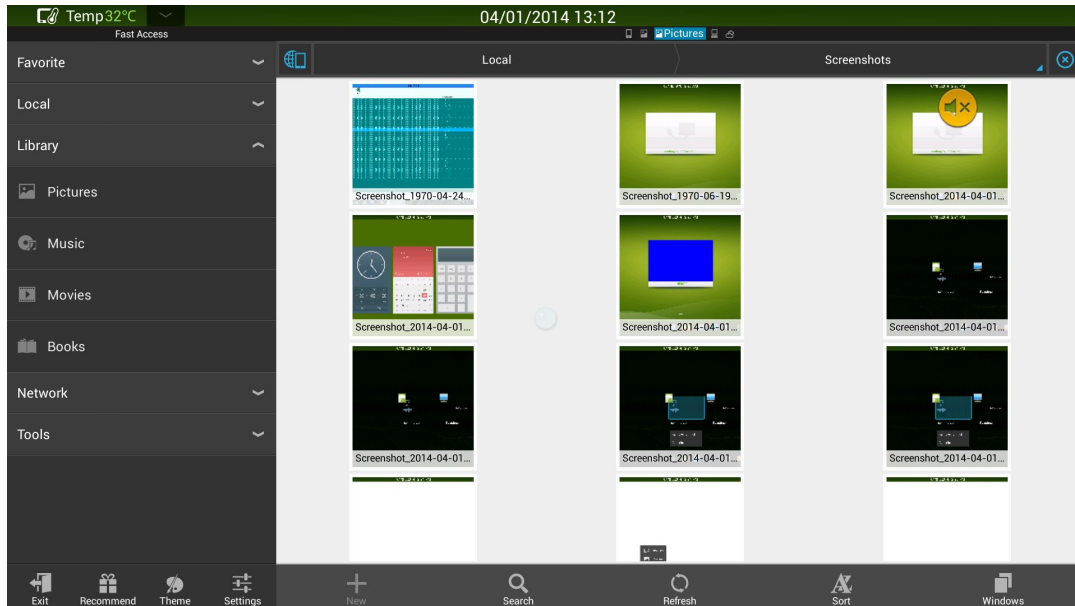 Temp 32°C
04/01/2014 13:12
Fast Access
Pictures
Favorite
Local
Screenshots
Local
Library
Pictures
Music
Movies
Books
Network
Tools
Screenshot_1970-04-24...
Screenshot_1970-06-19...
Screenshot_2014-04-01...
Screenshot_2014-04-01...
Screenshot_2014-04-01...
Screenshot_2014-04-01...
Screenshot_2014-04-01...
Screenshot_2014-04-01...
Screenshot_2014-04-01...
Exit
Recommend
Theme
Settings
New
Search
Refresh
Sort
Windows